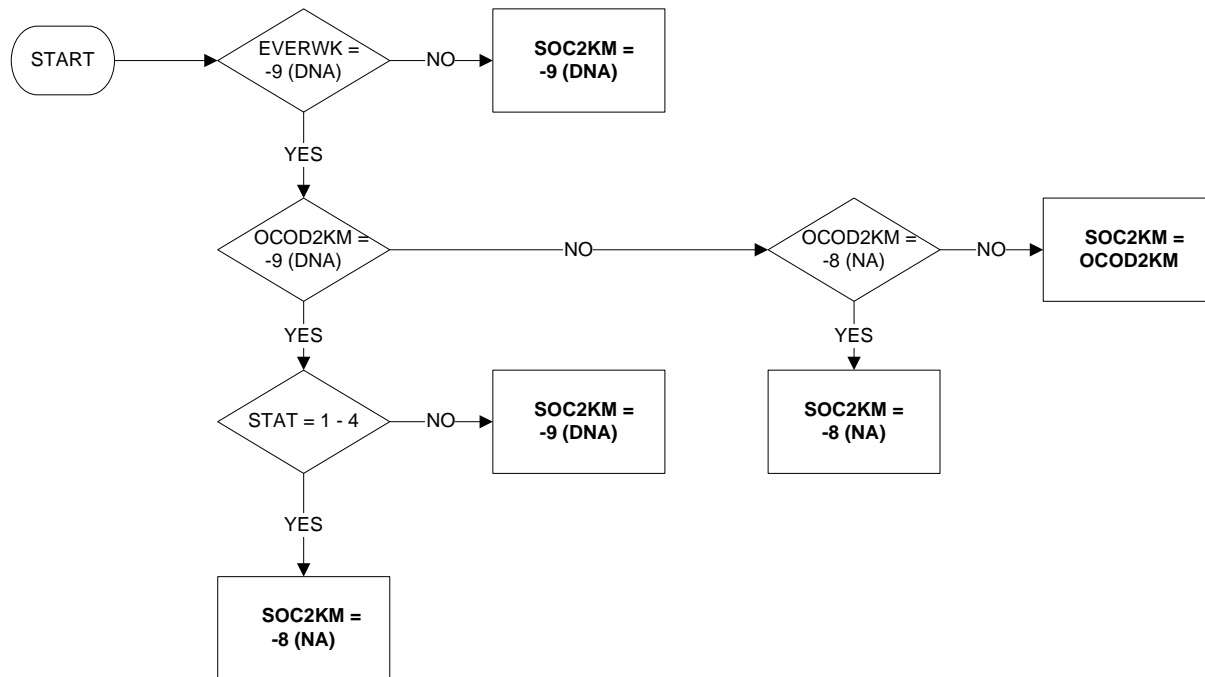 START
EVERWK =
-9 (DNA)
NO
SOC2KM =
-9 (DNA)
YES
OCOD2KM =
-9 (DNA)
NO
OCOD2KM =
-8 (NA)
NO
SOC2KM =
OCOD2KM
YES
YES
STAT = 1 - 4
NO
SOC2KM =
-9 (DNA)
SOC2KM =
-8 (NA)
YES
SOC2KM =
-8 (NA)